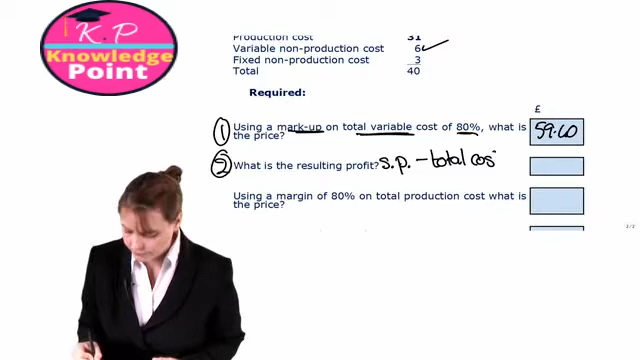 K.P
Knowledge
Point
Production cost 31
Variable non-production cost 6
Fixed non-production cost 3
Total 40
Required:
£
① Using a mark-up on total variable cost of 80%, what is the price? 59.60
② What is the resulting profit? S.P. – total cos
Using a margin of 80% on total production cost what is
the price?